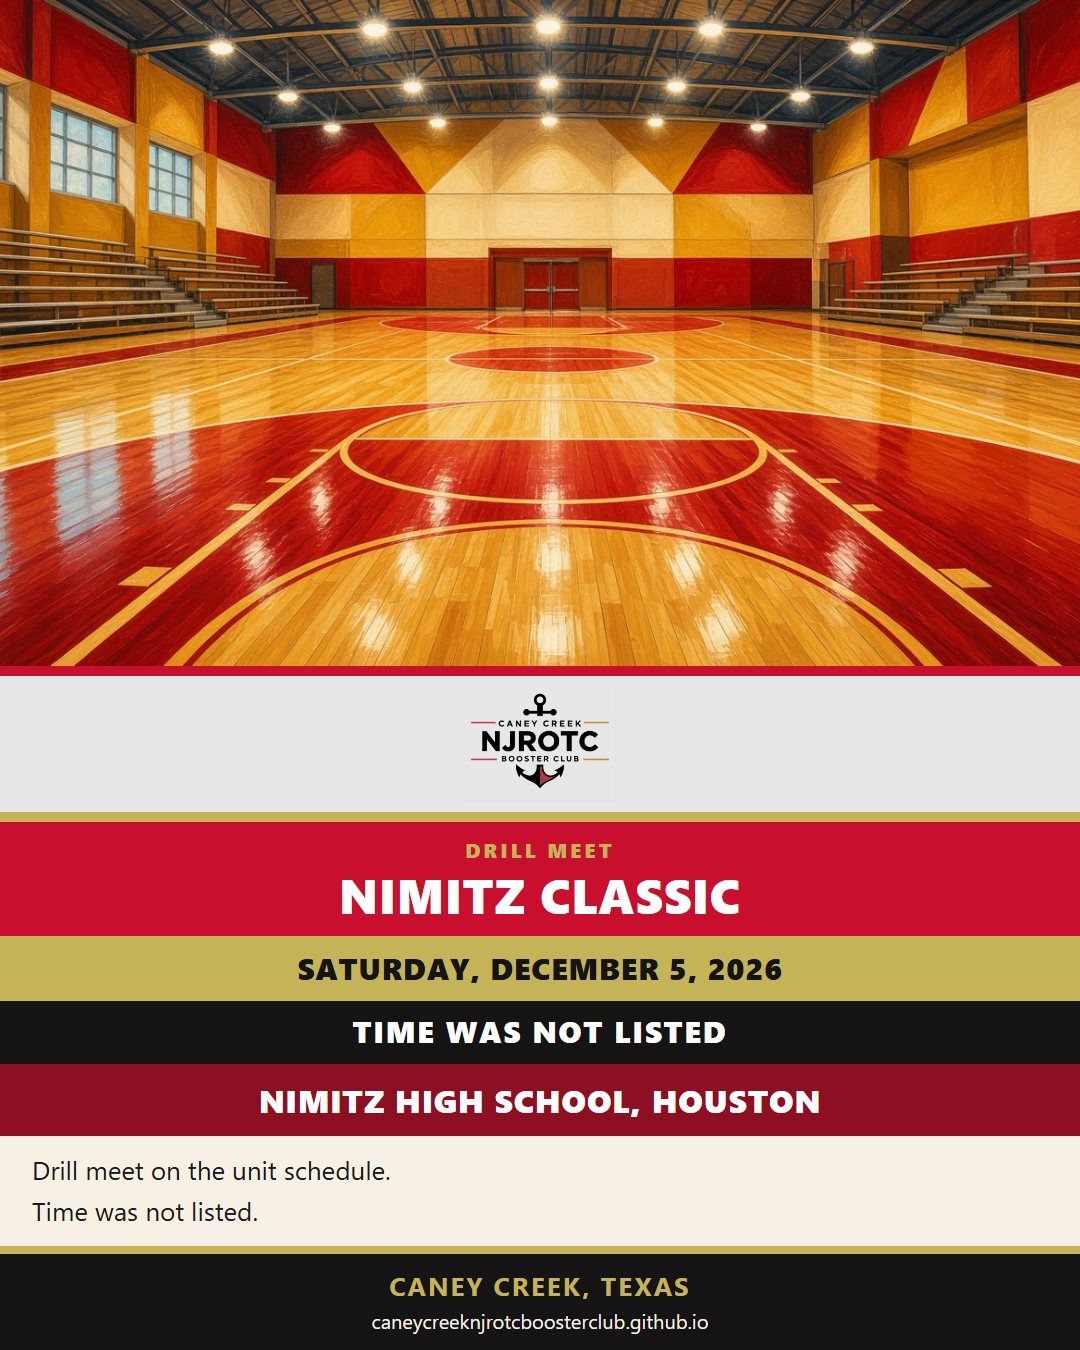 CANEY CREEK
NJROTC
BOOSTER CLUB
DRILL MEET
NIMITZ CLASSIC
SATURDAY, DECEMBER 5, 2026
TIME WAS NOT LISTED
NIMITZ HIGH SCHOOL, HOUSTON
Drill meet on the unit schedule.
Time was not listed.
CANEY CREEK, TEXAS
caneycreeknjrotcboosterclub.github.io